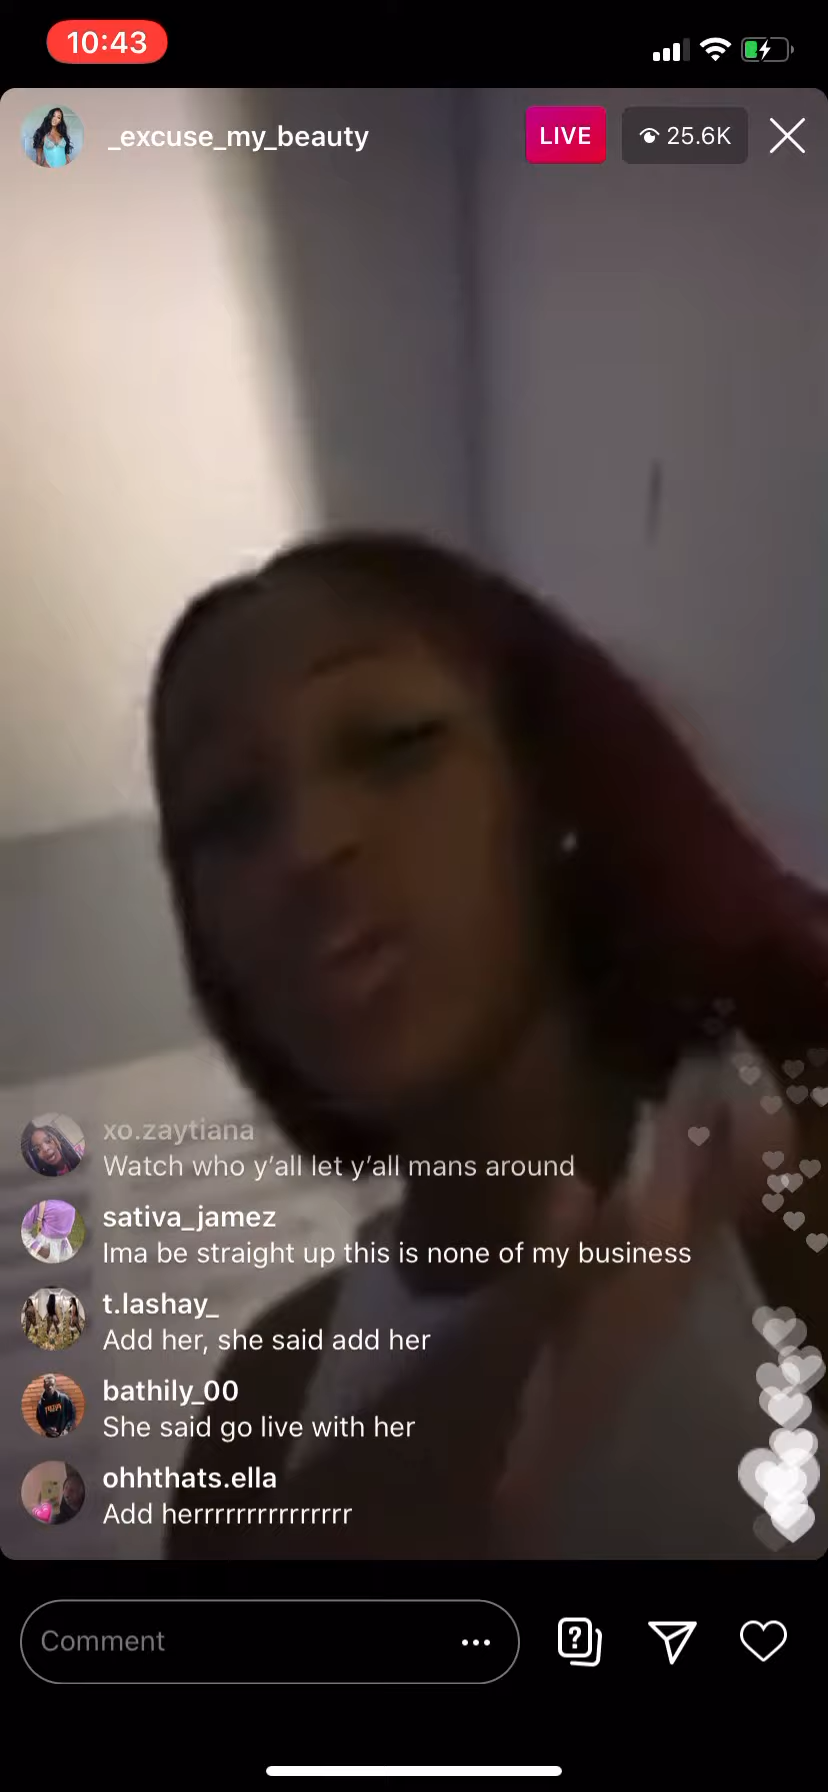 10:43
_excuse_my_beauty LIVE 25.6K
xo.zaytiana
Watch who y'all let y'all mans around
sativa_jamez
Ima be straight up this is none of my business
t.lashay_
Add her, she said add her
bathily_00
She said go live with her
ohhthats.ella
Add herrrrrrrrrrrrrrr
Comment